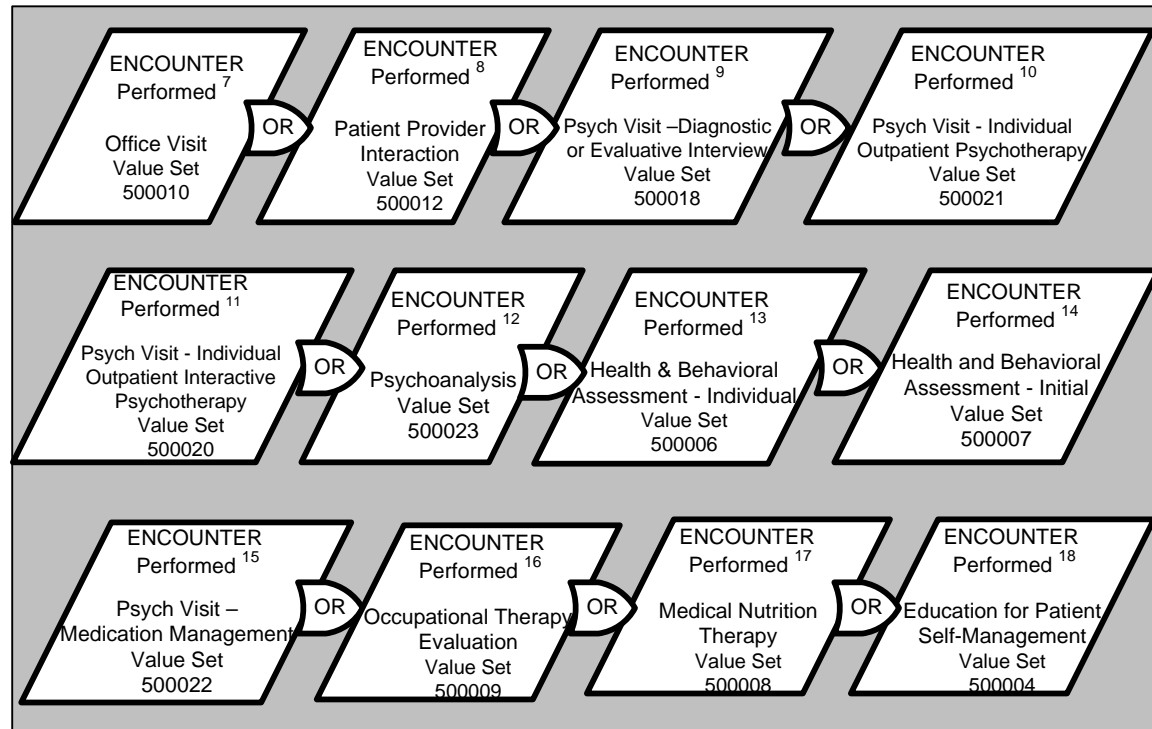 ENCOUNTER
Performed 7
Office Visit
Value Set
500010
OR
ENCOUNTER
Performed 8
Patient Provider
Interaction
Value Set
500012
OR
ENCOUNTER
Performed 9
Psych Visit –Diagnostic
or Evaluative Interview
Value Set
500018
OR
ENCOUNTER
Performed 10
Psych Visit - Individual
Outpatient Psychotherapy
Value Set
500021
ENCOUNTER
Performed 11
Psych Visit - Individual
Outpatient Interactive
Psychotherapy
Value Set
500020
OR
ENCOUNTER
Performed 12
Psychoanalysis
Value Set
500023
OR
ENCOUNTER
Performed 13
Health & Behavioral
Assessment - Individual
Value Set
500006
OR
ENCOUNTER
Performed 14
Health and Behavioral
Assessment - Initial
Value Set
500007
ENCOUNTER
Performed 15
Psych Visit –
Medication Management
Value Set
500022
OR
ENCOUNTER
Performed 16
Occupational Therapy
Evaluation
Value Set
500009
OR
ENCOUNTER
Performed 17
Medical Nutrition
Therapy
Value Set
500008
OR
ENCOUNTER
Performed 18
Education for Patient
Self-Management
Value Set
500004